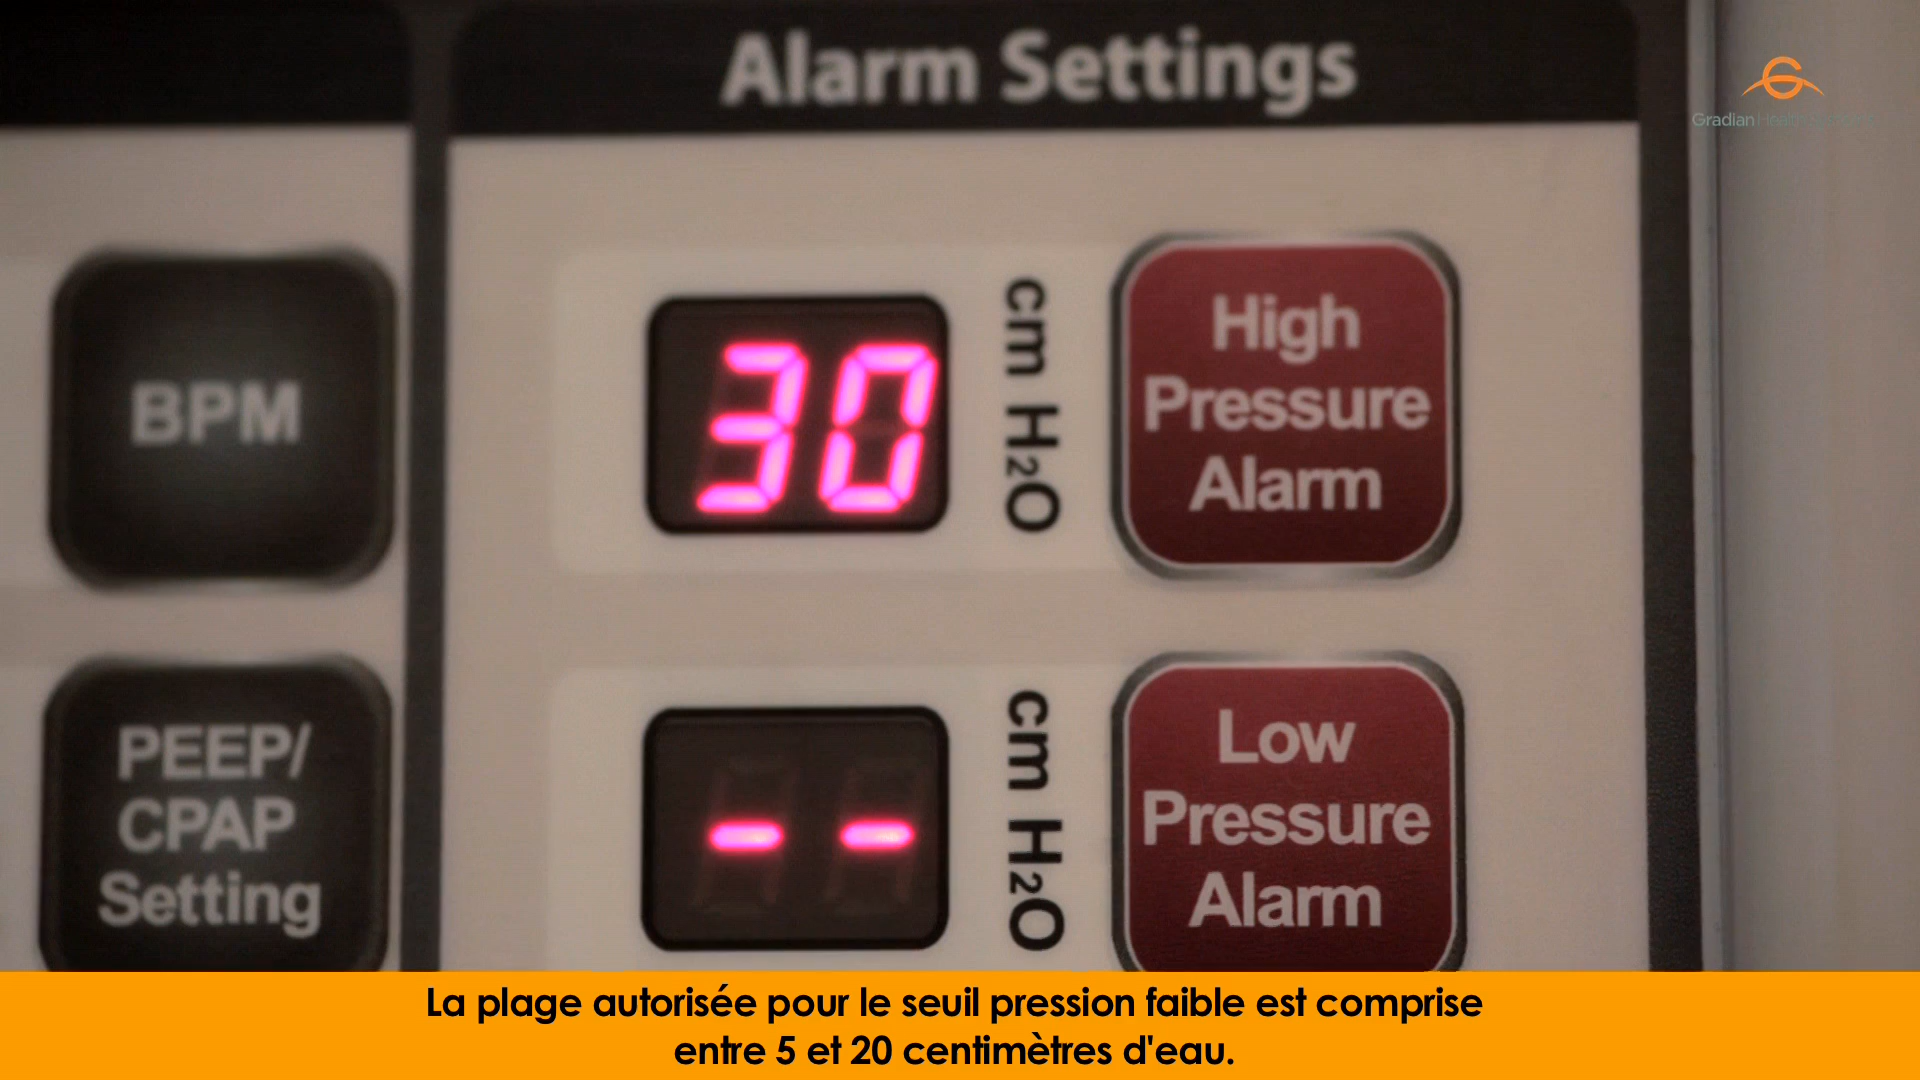 Alarm Settings
Gradian Health Systems
BPM
30
cm H2O
High
Pressure
Alarm
PEEP/
CPAP
Setting
--
cm H2O
Low
Pressure
Alarm
La plage autorisée pour le seuil pression faible est comprise
entre 5 et 20 centimètres d'eau.